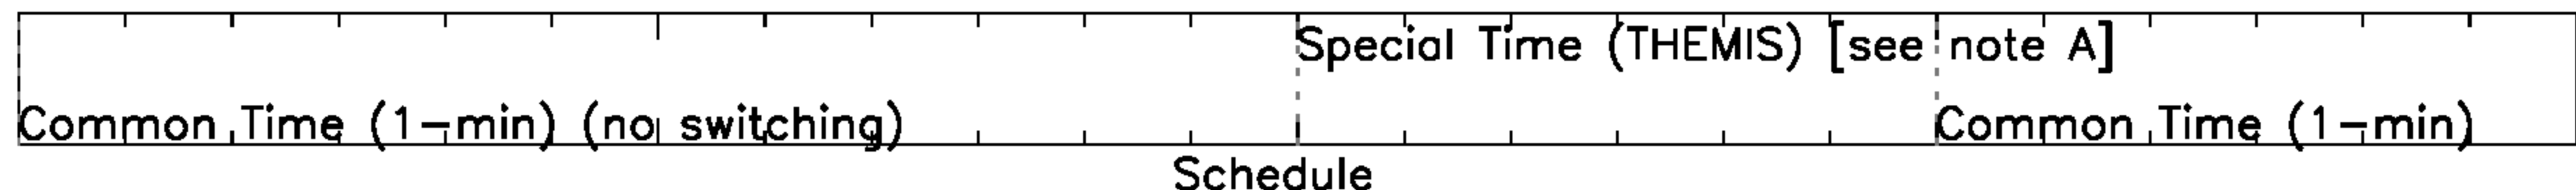 Special Time (THEMIS) [see note A]
Common Time (1-min) (no switching)
Common Time (1-min)
Schedule